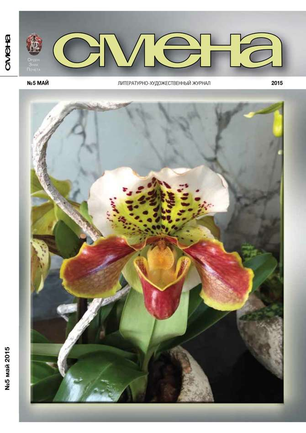 смена
№5 МАЙ
ЛИТЕРАТУРНО-ХУДОЖЕСТВЕННЫЙ ЖУРНАЛ
2015
смена
№5 май 2015